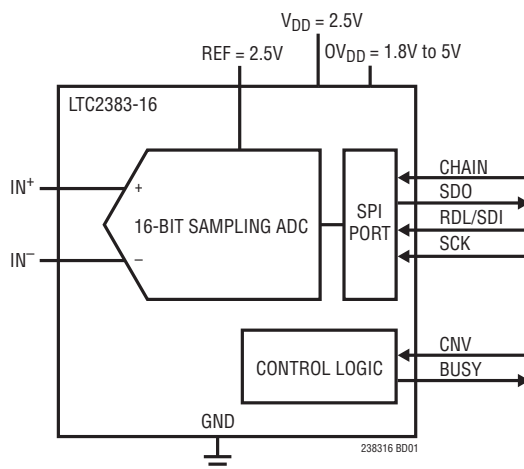 V_DD = 2.5V
REF = 2.5V
OV_DD = 1.8V to 5V
LTC2383-16
IN⁺
+
16-BIT SAMPLING ADC
IN⁻
−
SPI
PORT
CHAIN
SDO
RDL/SDI
SCK
CONTROL LOGIC
CNV
BUSY
GND
238316 BD01